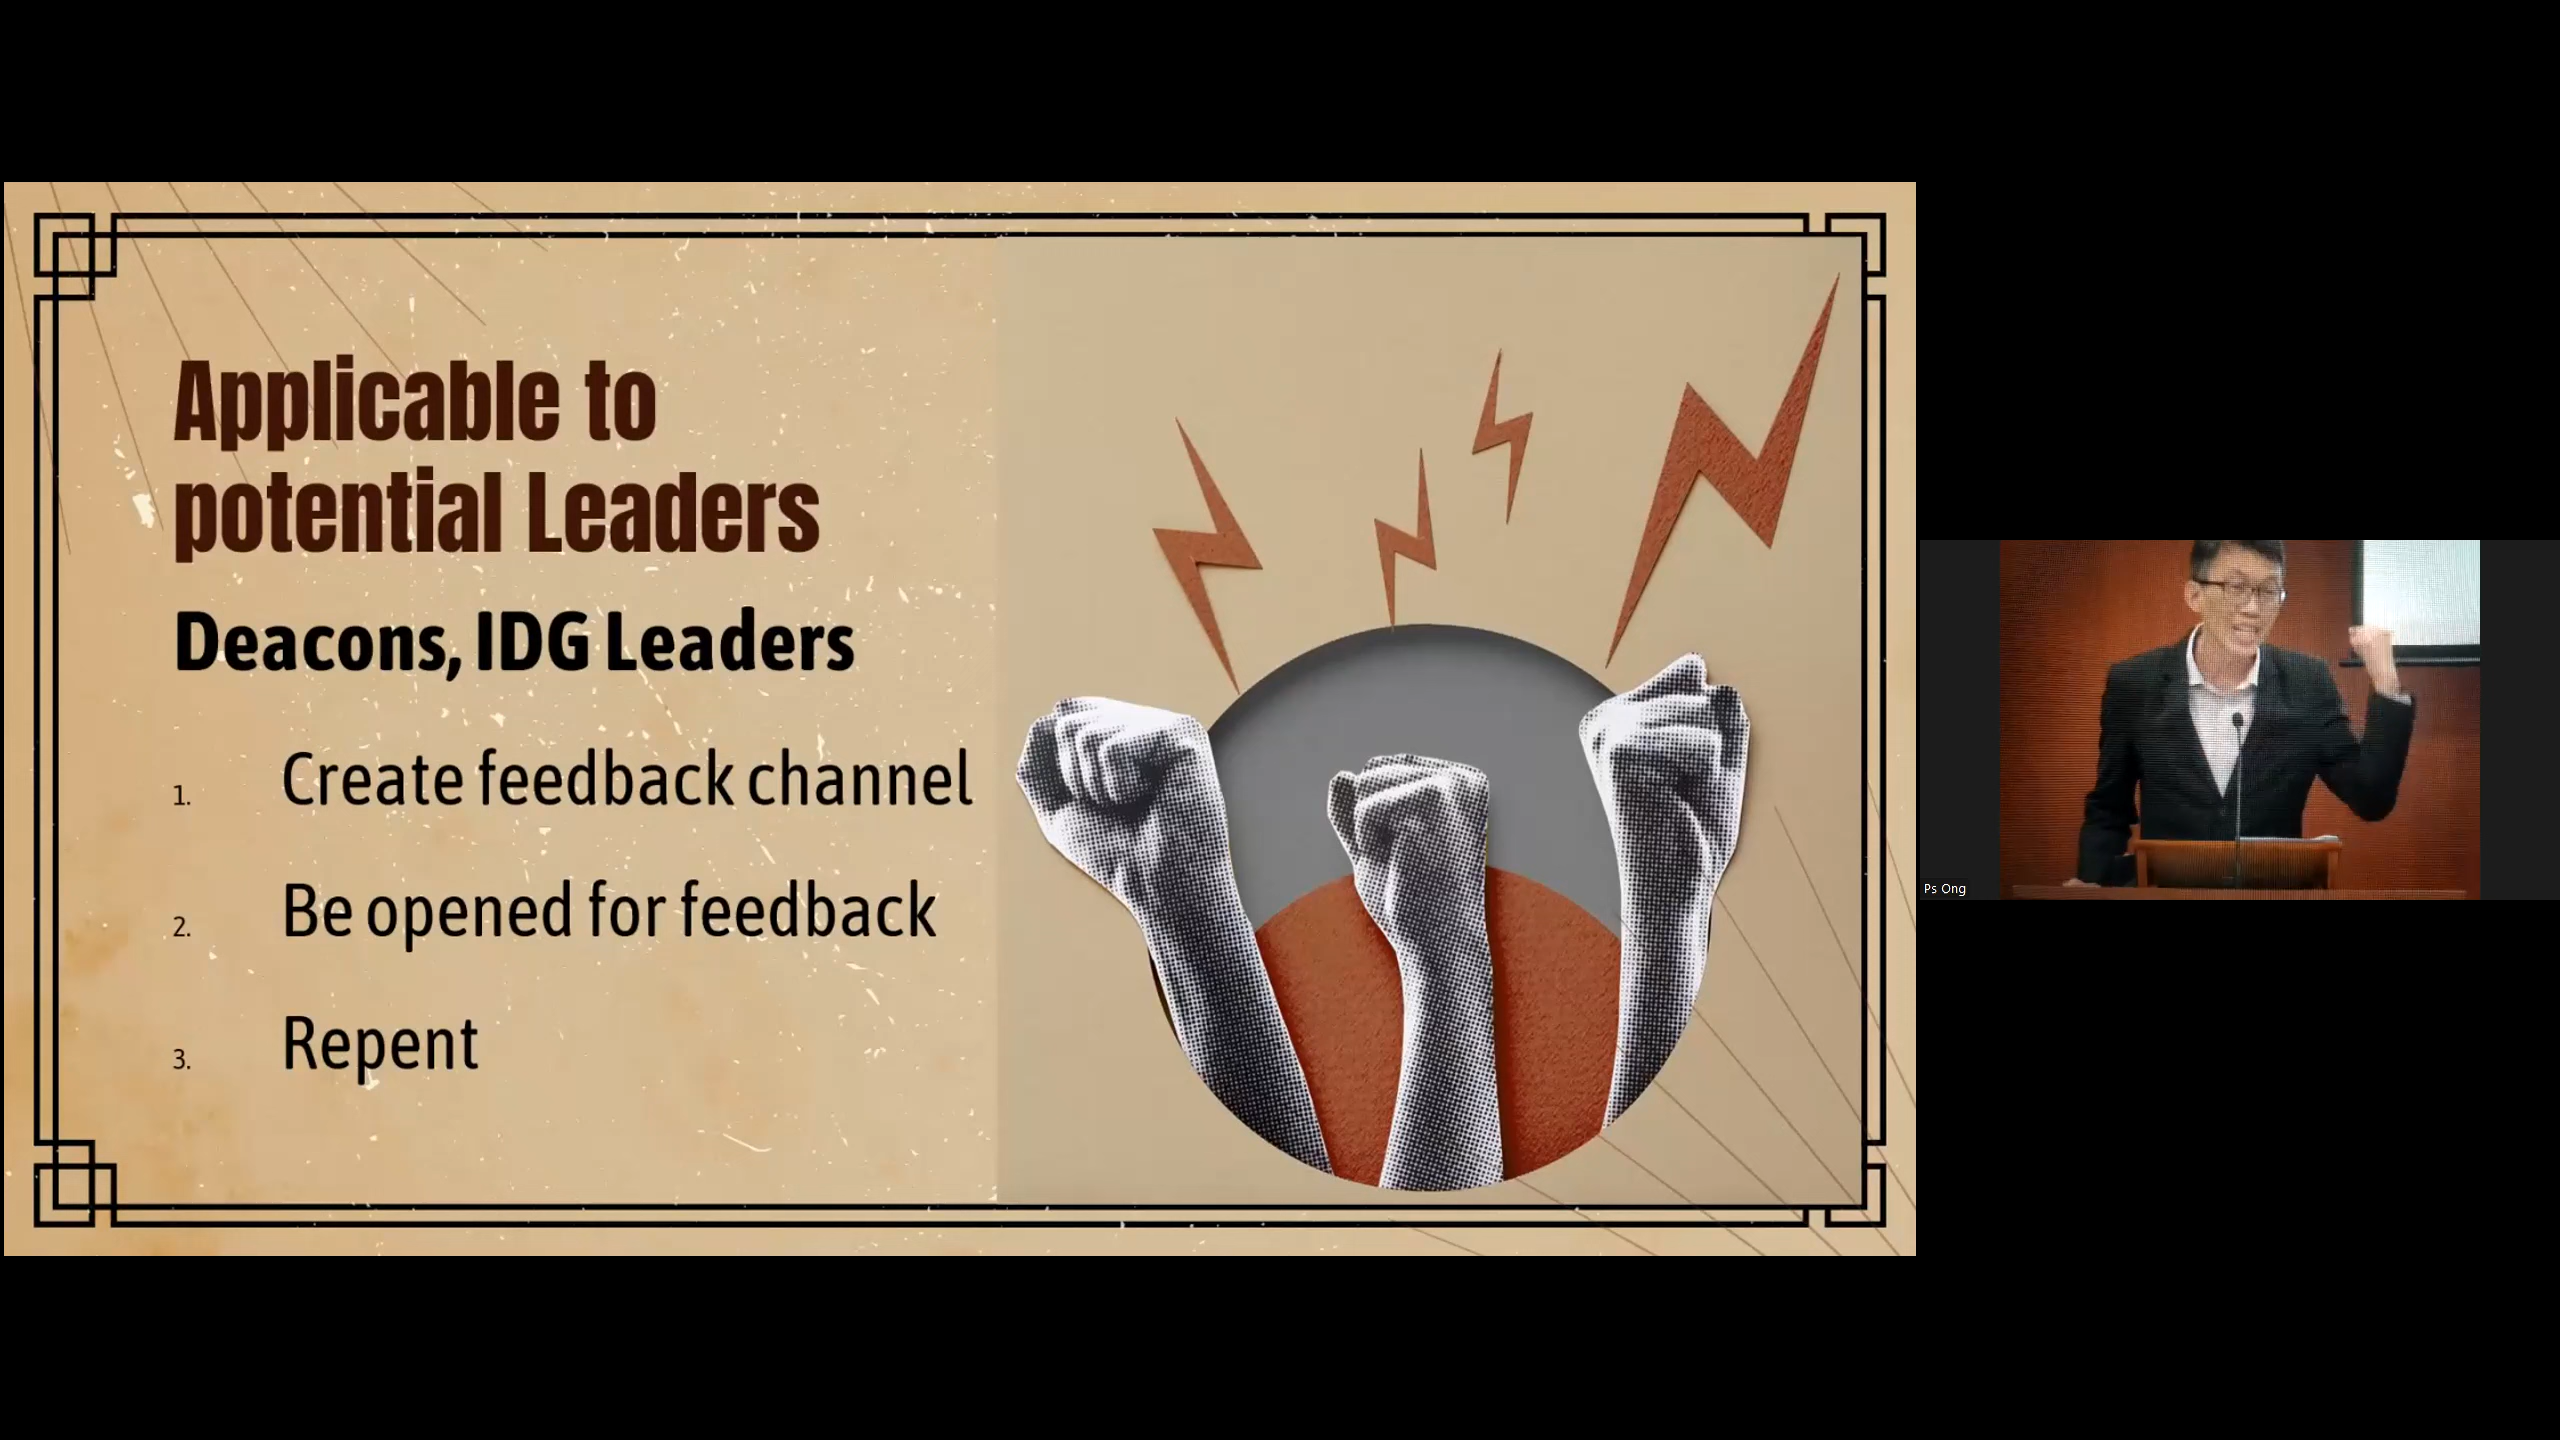 Applicable to
potential Leaders
Deacons, IDG Leaders
1. Create feedback channel
2. Be opened for feedback
3. Repent
Ps Ong